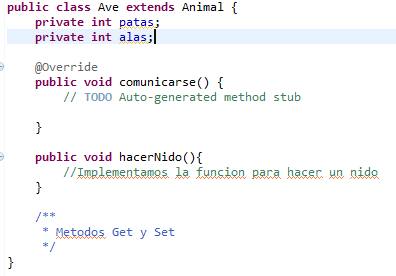 public class Ave extends Animal {
private int patas;
private int alas;
@Override
public void comunicarse() {
// TODO Auto-generated method stub
}
public void hacerNido(){
//Implementamos la funcion para hacer un nido
}
/**
* Metodos Get y Set
*/
}